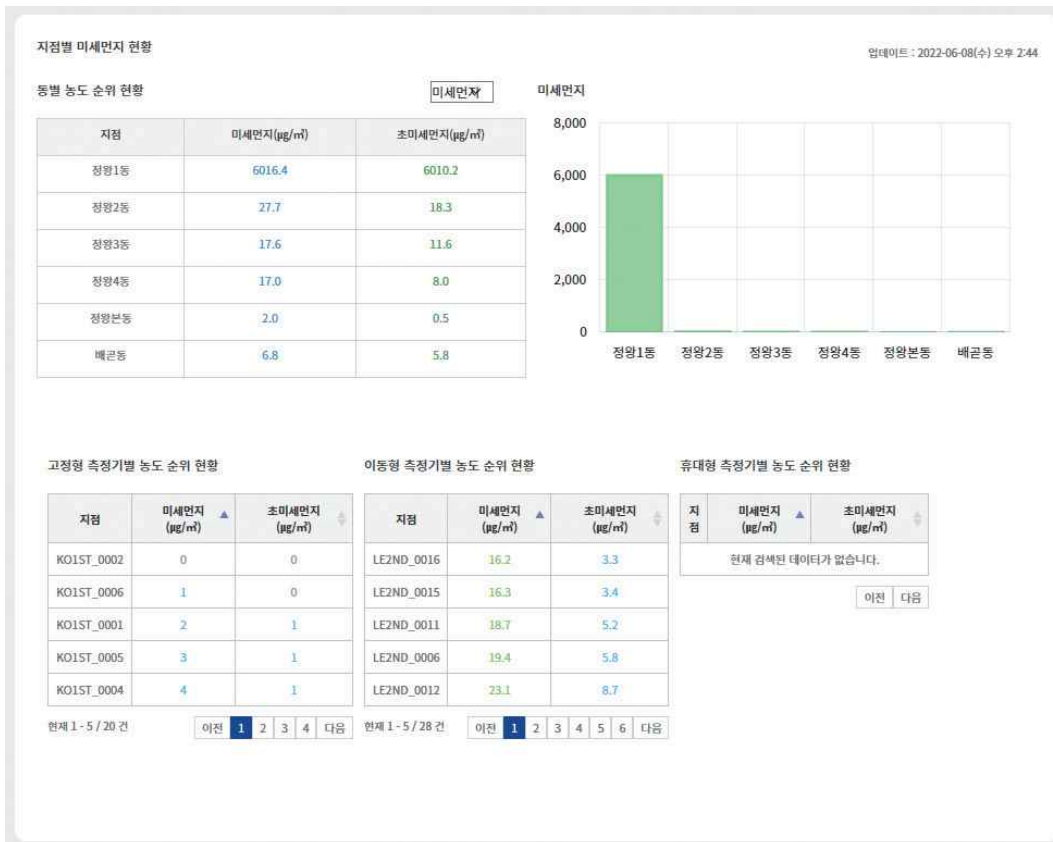 지점별 미세먼지 현황
업데이트 : 2022-06-08(수) 오후 2:44
동별 농도 순위 현황
미세먼지
지점 미세먼지(㎍/㎥) 초미세먼지(㎍/㎥)
정왕1동 6016.4 6010.2
정왕2동 27.7 18.3
정왕3동 17.6 11.6
정왕4동 17.0 8.0
정왕본동 2.0 0.5
배곧동 6.8 5.8
미세먼지
8,000
6,000
4,000
2,000
0
정왕1동 정왕2동 정왕3동 정왕4동 정왕본동 배곧동
고정형 측정기별 농도 순위 현황
지점 미세먼지 (㎍/㎥) 초미세먼지 (㎍/㎥)
KO1ST_0002 0 0
KO1ST_0006 1 0
KO1ST_0001 2 1
KO1ST_0005 3 1
KO1ST_0004 4 1
현재 1 - 5 / 20 건
이전 1 2 3 4 다음
이동형 측정기별 농도 순위 현황
지점 미세먼지 (㎍/㎥) 초미세먼지 (㎍/㎥)
LE2ND_0016 16.2 3.3
LE2ND_0015 16.3 3.4
LE2ND_0011 18.7 5.2
LE2ND_0006 19.4 5.8
LE2ND_0012 23.1 8.7
현재 1 - 5 / 28 건
이전 1 2 3 4 5 6 다음
휴대형 측정기별 농도 순위 현황
지점 미세먼지 (㎍/㎥) 초미세먼지 (㎍/㎥)
현재 검색된 데이터가 없습니다.
이전 다음